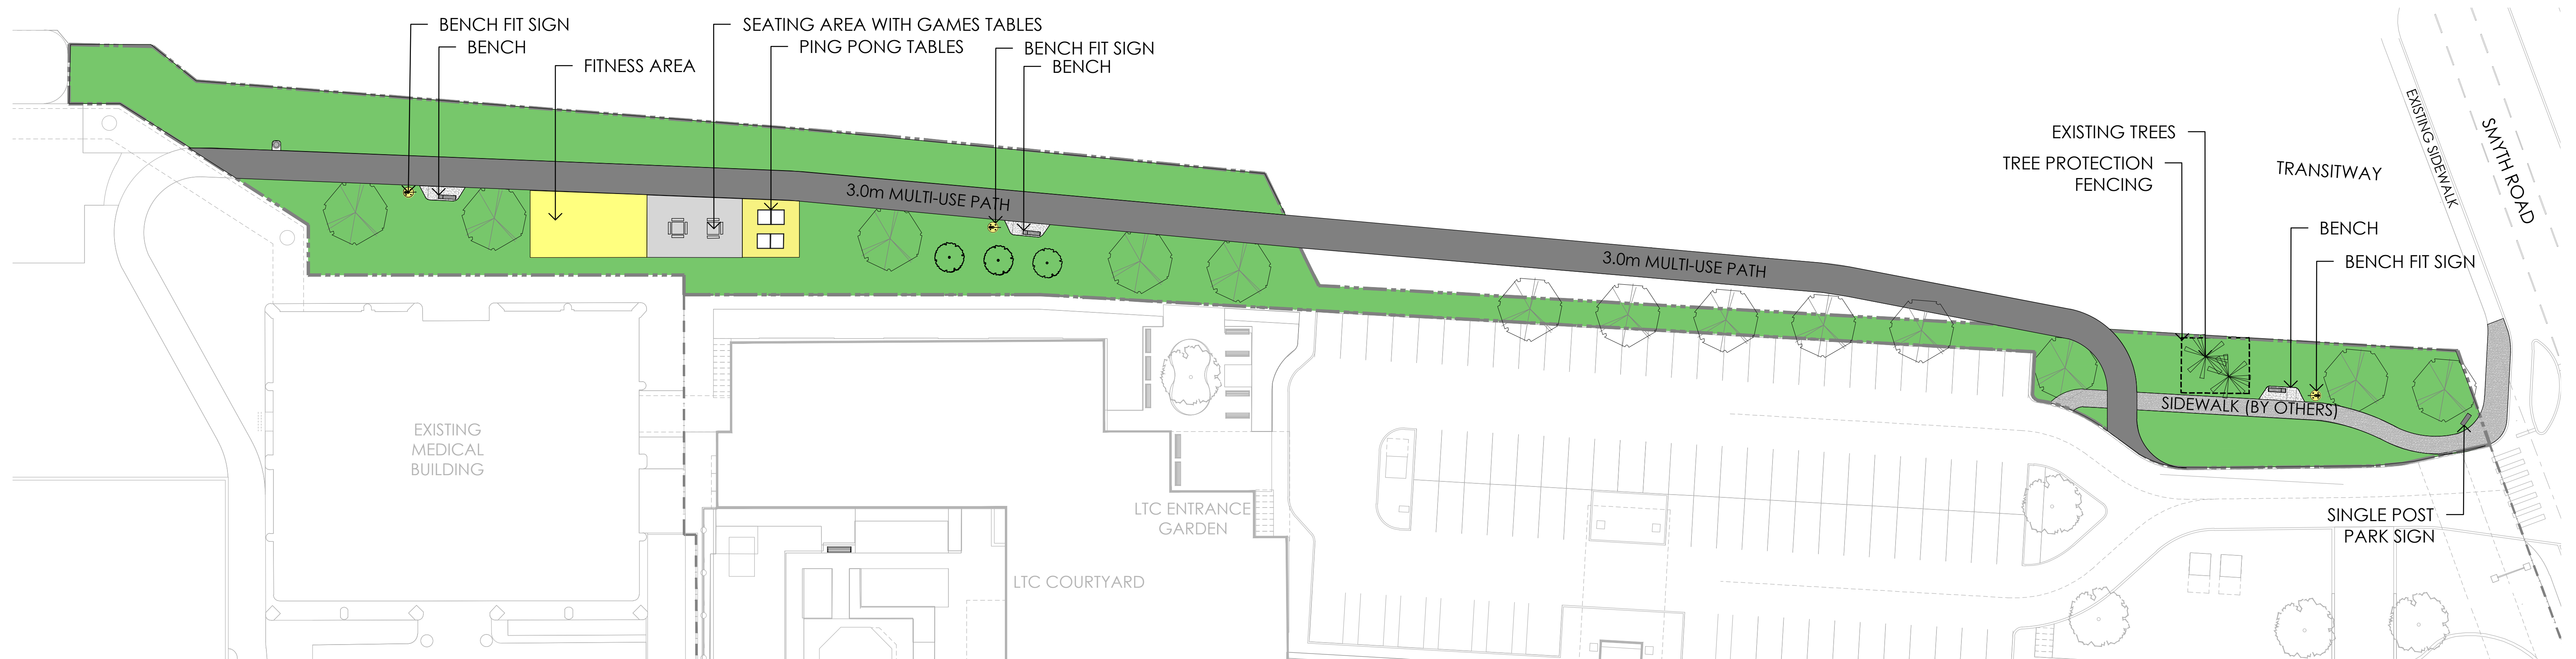 BENCH FIT SIGN
BENCH
FITNESS AREA
SEATING AREA WITH GAMES TABLES
PING PONG TABLES
BENCH FIT SIGN
BENCH
3.0m MULTI-USE PATH
3.0m MULTI-USE PATH
EXISTING TREES
TREE PROTECTION
FENCING
TRANSITWAY
EXISTING SIDEWALK
SMYTH ROAD
BENCH
BENCH FIT SIGN
SIDEWALK (BY OTHERS)
SINGLE POST
PARK SIGN
EXISTING
MEDICAL
BUILDING
LTC ENTRANCE
GARDEN
LTC COURTYARD